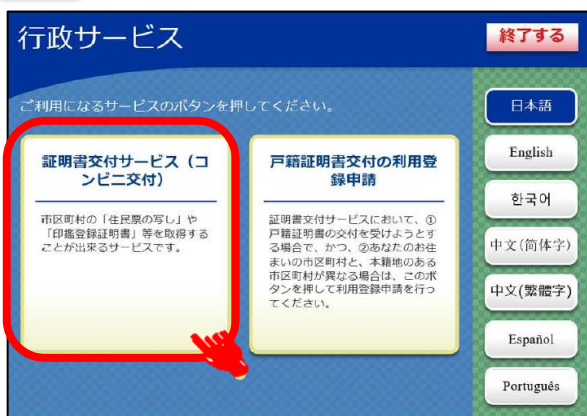 行政サービス
終了する
ご利用になるサービスのボタンを押してください。
証明書交付サービス（コ
ンビニ交付）
市区町村の「住民票の写し」や
「印鑑登録証明書」等を取得する
ことが出来るサービスです。
戸籍証明書交付の利用登
録申請
証明書交付サービスにおいて、①
戸籍証明書の交付を受けようとす
る場合で、かつ、②あなたのお住
まいの市区町村と、本籍地のある
市区町村が異なる場合は、このボ
タンを押して利用登録申請を行っ
てください。
日本語
English
한국어
中文(简体字)
中文(繁體字)
Español
Português